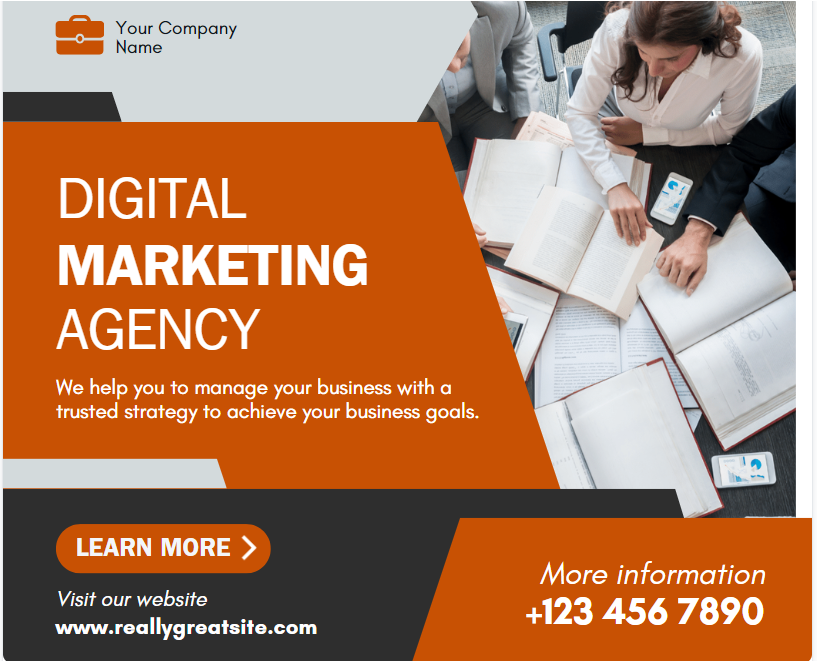 Your Company
Name
DIGITAL
MARKETING
AGENCY
We help you to manage your business with a
trusted strategy to achieve your business goals.
LEARN MORE
Visit our website
www.reallygreatsite.com
More information
+123 456 7890